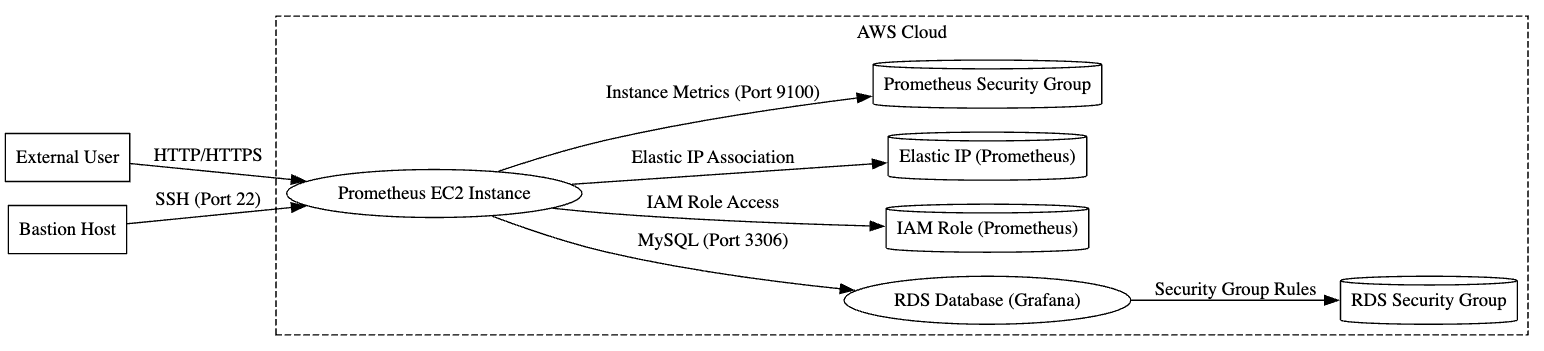 AWS Cloud
Instance Metrics (Port 9100)
Prometheus Security Group
External User
HTTP/HTTPS
Elastic IP Association
Elastic IP (Prometheus)
Prometheus EC2 Instance
SSH (Port 22)
Bastion Host
IAM Role Access
IAM Role (Prometheus)
MySQL (Port 3306)
RDS Database (Grafana)
Security Group Rules
RDS Security Group